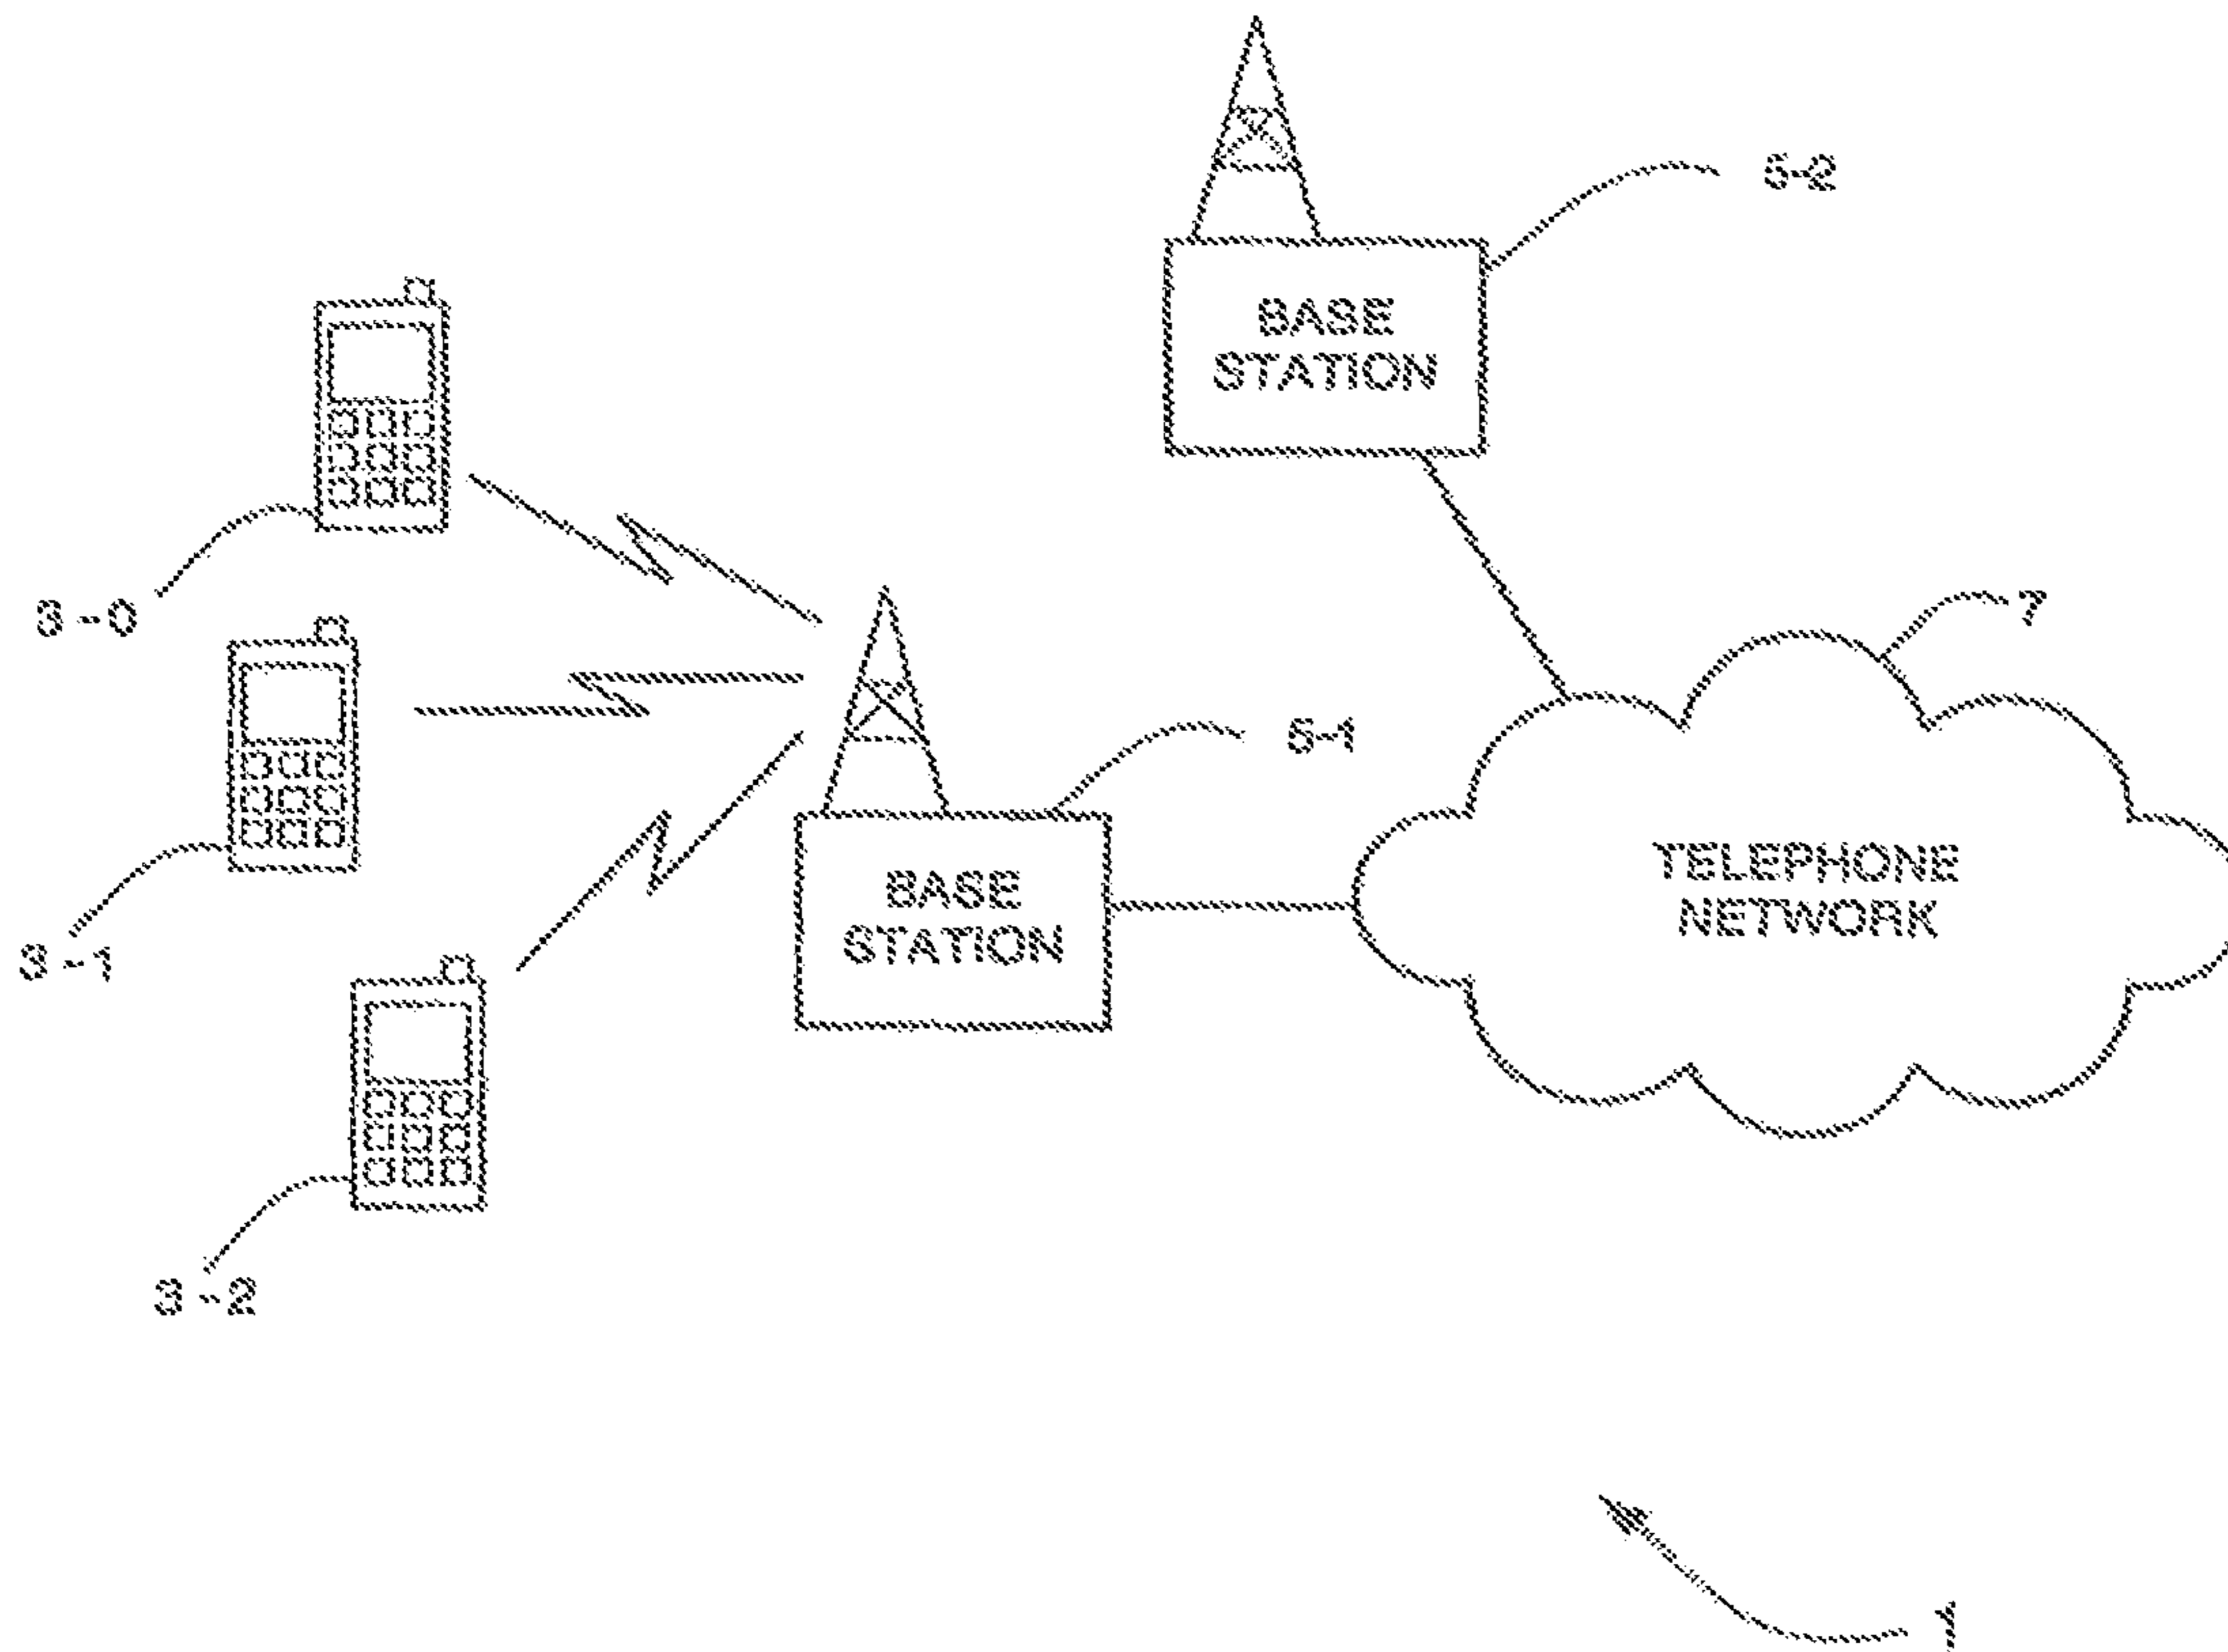 5-2
BASE
STATION
3-0
7
5-1
TELEPHONE
NETWORK
BASE
STATION
3-1
3-2
1